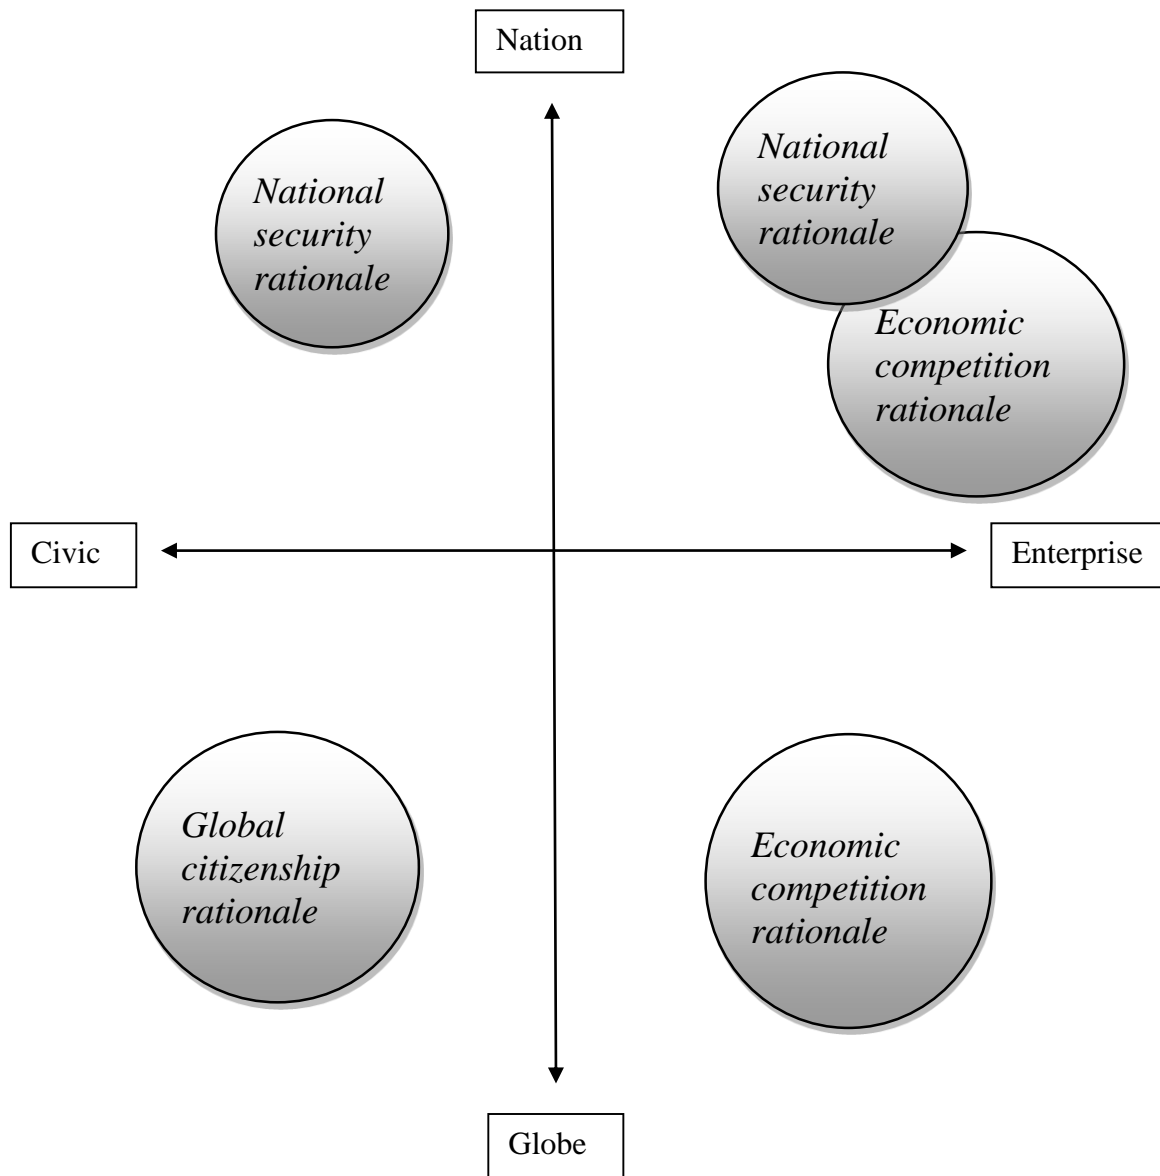 Nation
National
security
rationale
National
security
rationale
Economic
competition
rationale
Civic
Enterprise
Global
citizenship
rationale
Economic
competition
rationale
Globe